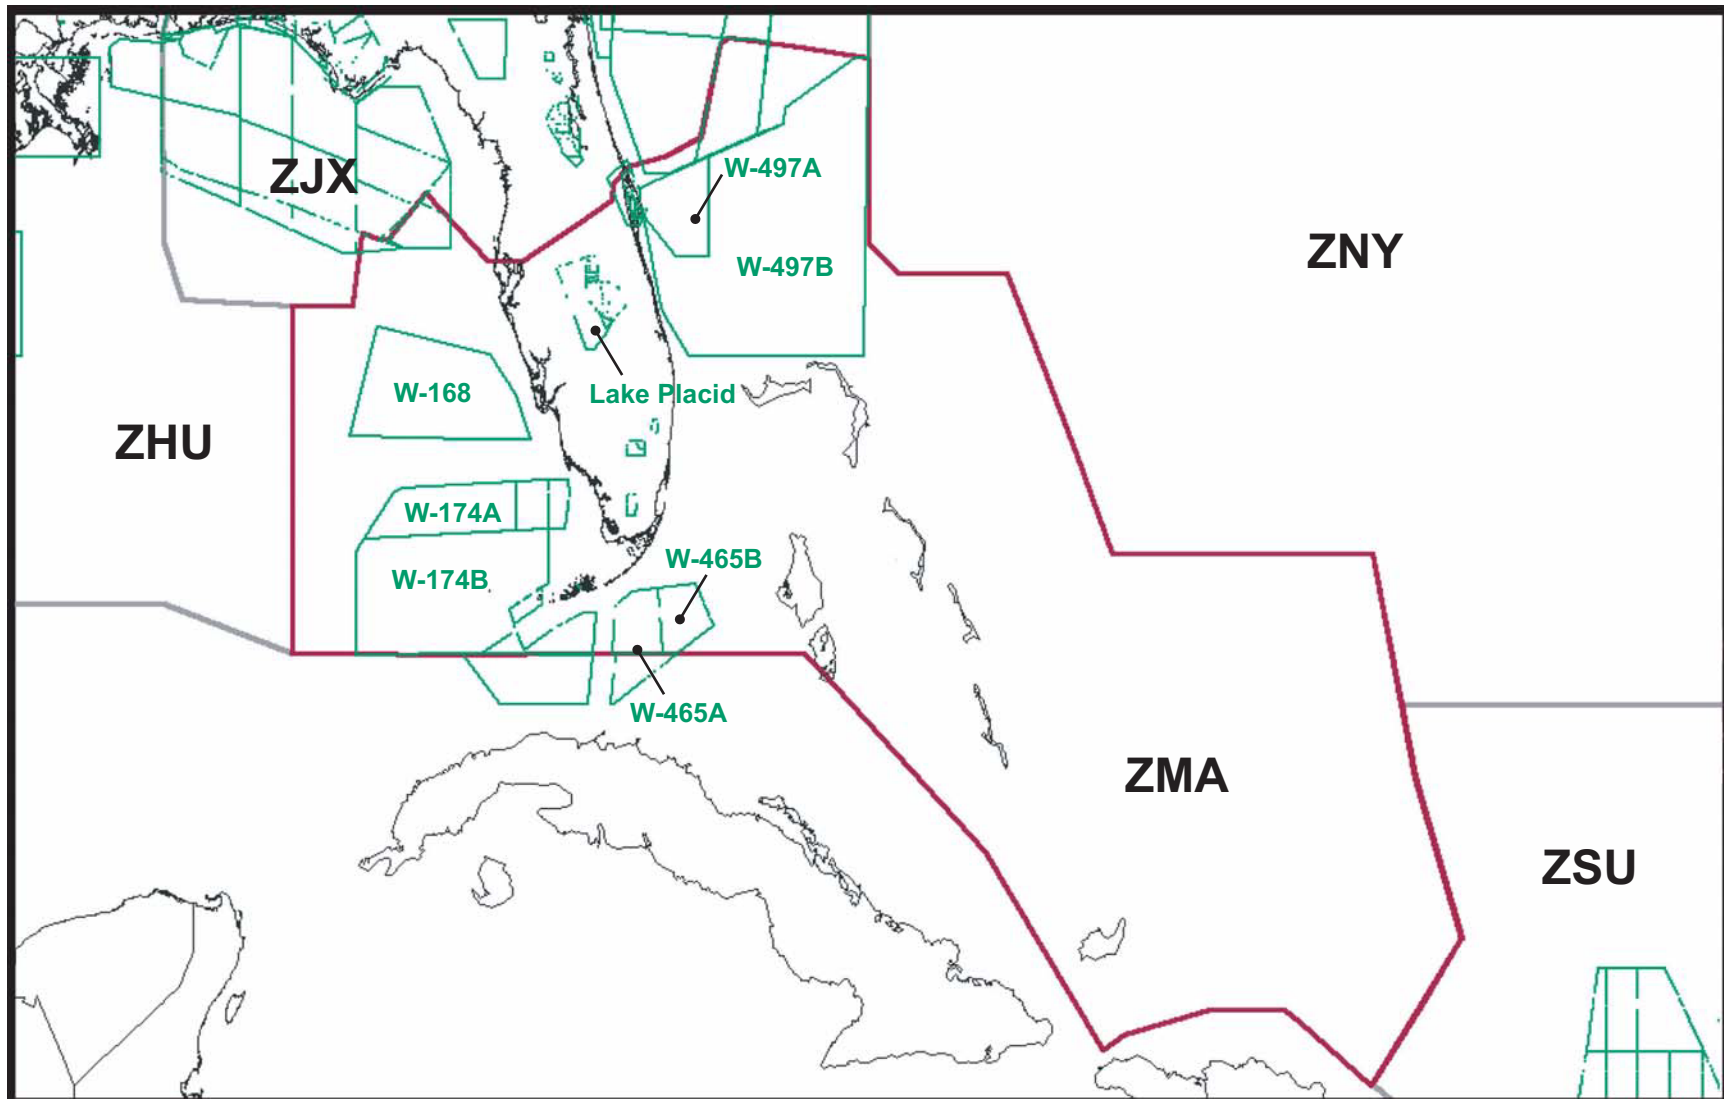 W-497A
ZJX
ZNY
W-497B
W-168
Lake Placid
ZHU
W-174A
W-465B
W-174B
W-465A
ZMA
ZSU